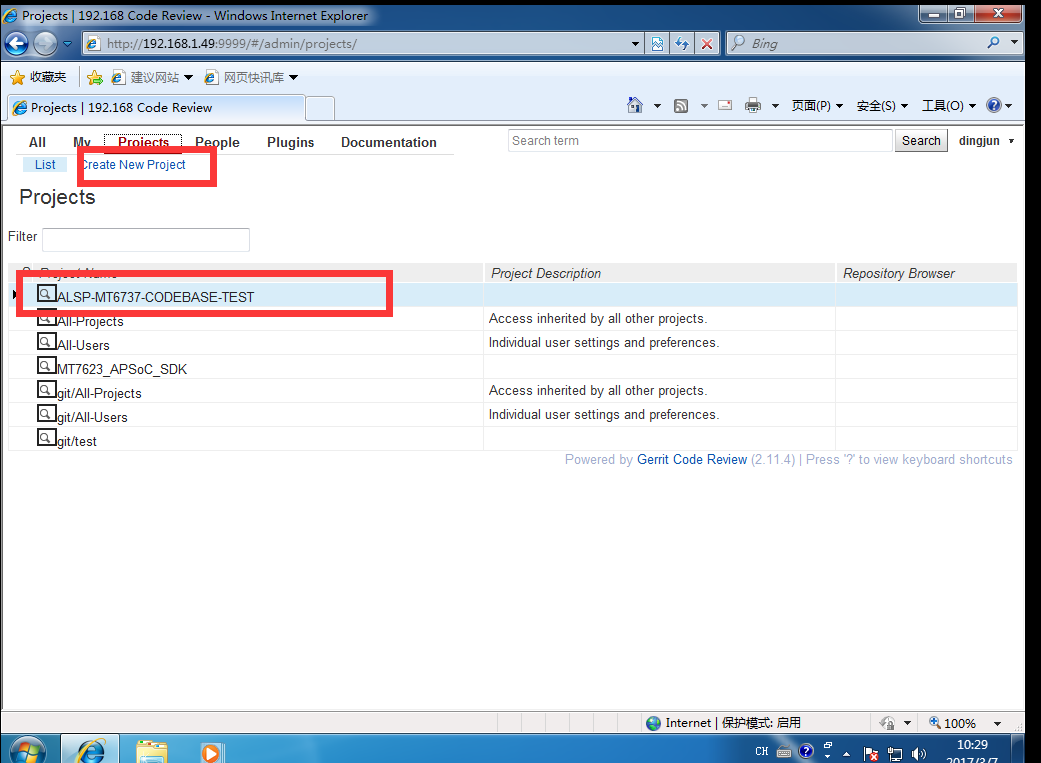 Projects | 192.168 Code Review - Windows Internet Explorer
http://192.168.1.49:9999/#/admin/projects/
Bing
收藏夹 建议网站 网页快讯库
Projects | 192.168 Code Review
页面(P) 安全(S) 工具(O)
All My Projects People Plugins Documentation
Search term Search dingjun
List Create New Project
Projects
Filter
Project Name Project Description Repository Browser
ALSP-MT6737-CODEBASE-TEST
All-Projects Access inherited by all other projects.
All-Users Individual user settings and preferences.
MT7623_APSoC_SDK
git/All-Projects Access inherited by all other projects.
git/All-Users Individual user settings and preferences.
git/test
Powered by Gerrit Code Review (2.11.4) | Press '?' to view keyboard shortcuts
Internet | 保护模式: 启用 100%
CH 10:29
2017/3/7